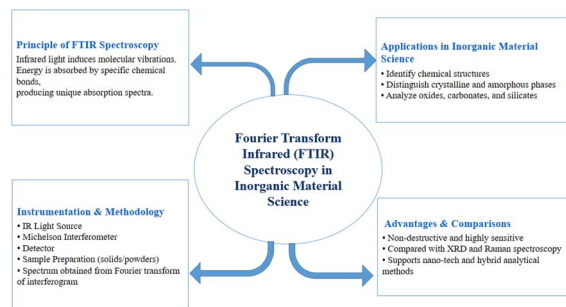 Principle of FTIR Spectroscopy
Infrared light induces molecular vibrations.
Energy is absorbed by specific chemical
bonds,
producing unique absorption spectra.
Applications in Inorganic Material
Science
• Identify chemical structures
• Distinguish crystalline and amorphous phases
• Analyze oxides, carbonates, and silicates
Fourier Transform
Infrared (FTIR)
Spectroscopy in
Inorganic Material
Science
Instrumentation & Methodology
• IR Light Source
• Michelson Interferometer
• Detector
• Sample Preparation (solids/powders)
• Spectrum obtained from Fourier transform
of interferogram
Advantages & Comparisons
• Non-destructive and highly sensitive
• Compared with XRD and Raman spectroscopy
• Supports nano-tech and hybrid analytical
methods